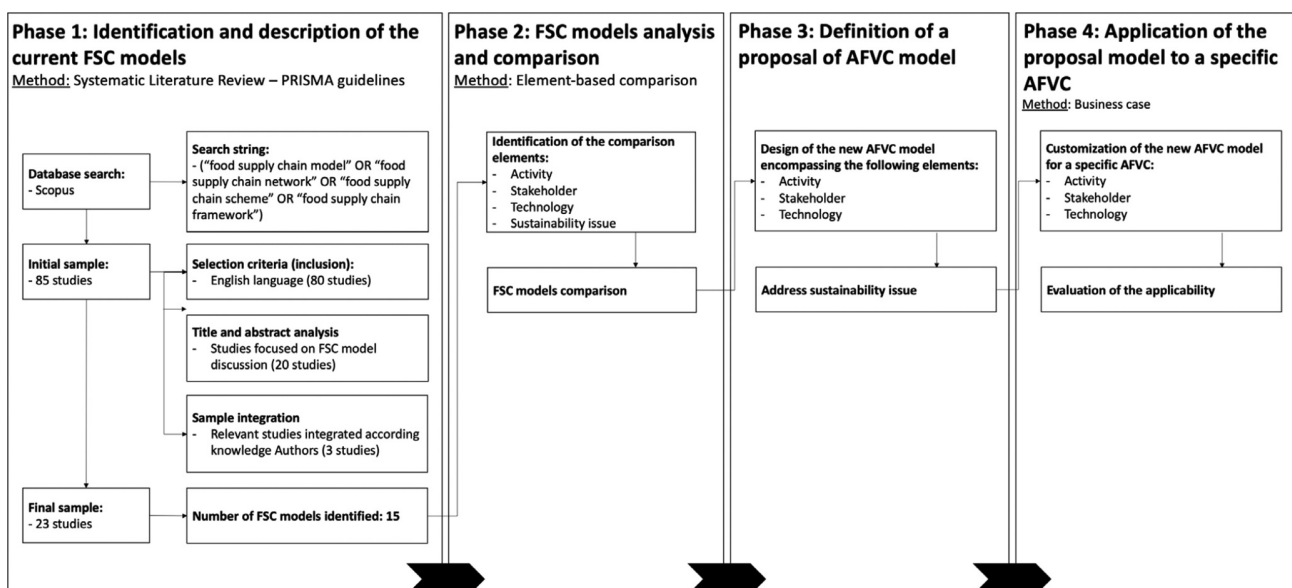 Phase 1: Identification and description of the
current FSC models
Method: Systematic Literature Review – PRISMA guidelines
Database search:
- Scopus
Search string:
- (“food supply chain model” OR “food
supply chain network” OR “food supply
chain scheme” OR “food supply chain
framework”)
Initial sample:
- 85 studies
Selection criteria (inclusion):
- English language (80 studies)
Title and abstract analysis
- Studies focused on FSC model
discussion (20 studies)
Sample integration
- Relevant studies integrated according
knowledge Authors (3 studies)
Final sample:
- 23 studies
Number of FSC models identified: 15
Phase 2: FSC models analysis
and comparison
Method: Element-based comparison
Identification of the comparison
elements:
- Activity
- Stakeholder
- Technology
- Sustainability issue
FSC models comparison
Phase 3: Definition of a
proposal of AFVC model
Design of the new AFVC model
encompassing the following elements:
- Activity
- Stakeholder
- Technology
Address sustainability issue
Phase 4: Application of the
proposal model to a specific
AFVC
Method: Business case
Customization of the new AFVC model
for a specific AFVC:
- Activity
- Stakeholder
- Technology
Evaluation of the applicability